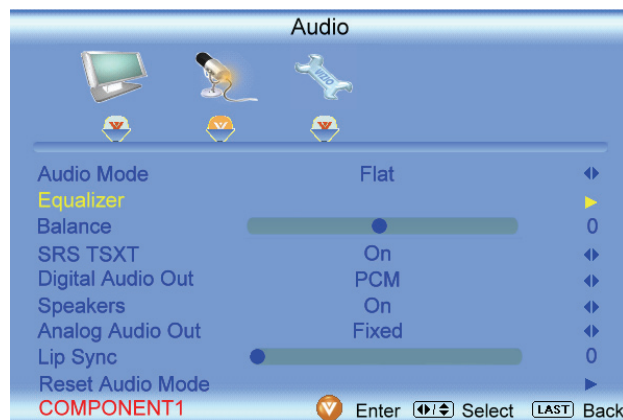 Audio
VIZIO
Audio Mode Flat
Equalizer
Balance 0
SRS TSXT On
Digital Audio Out PCM
Speakers On
Analog Audio Out Fixed
Lip Sync 0
Reset Audio Mode
COMPONENT1 Enter Select LAST Back